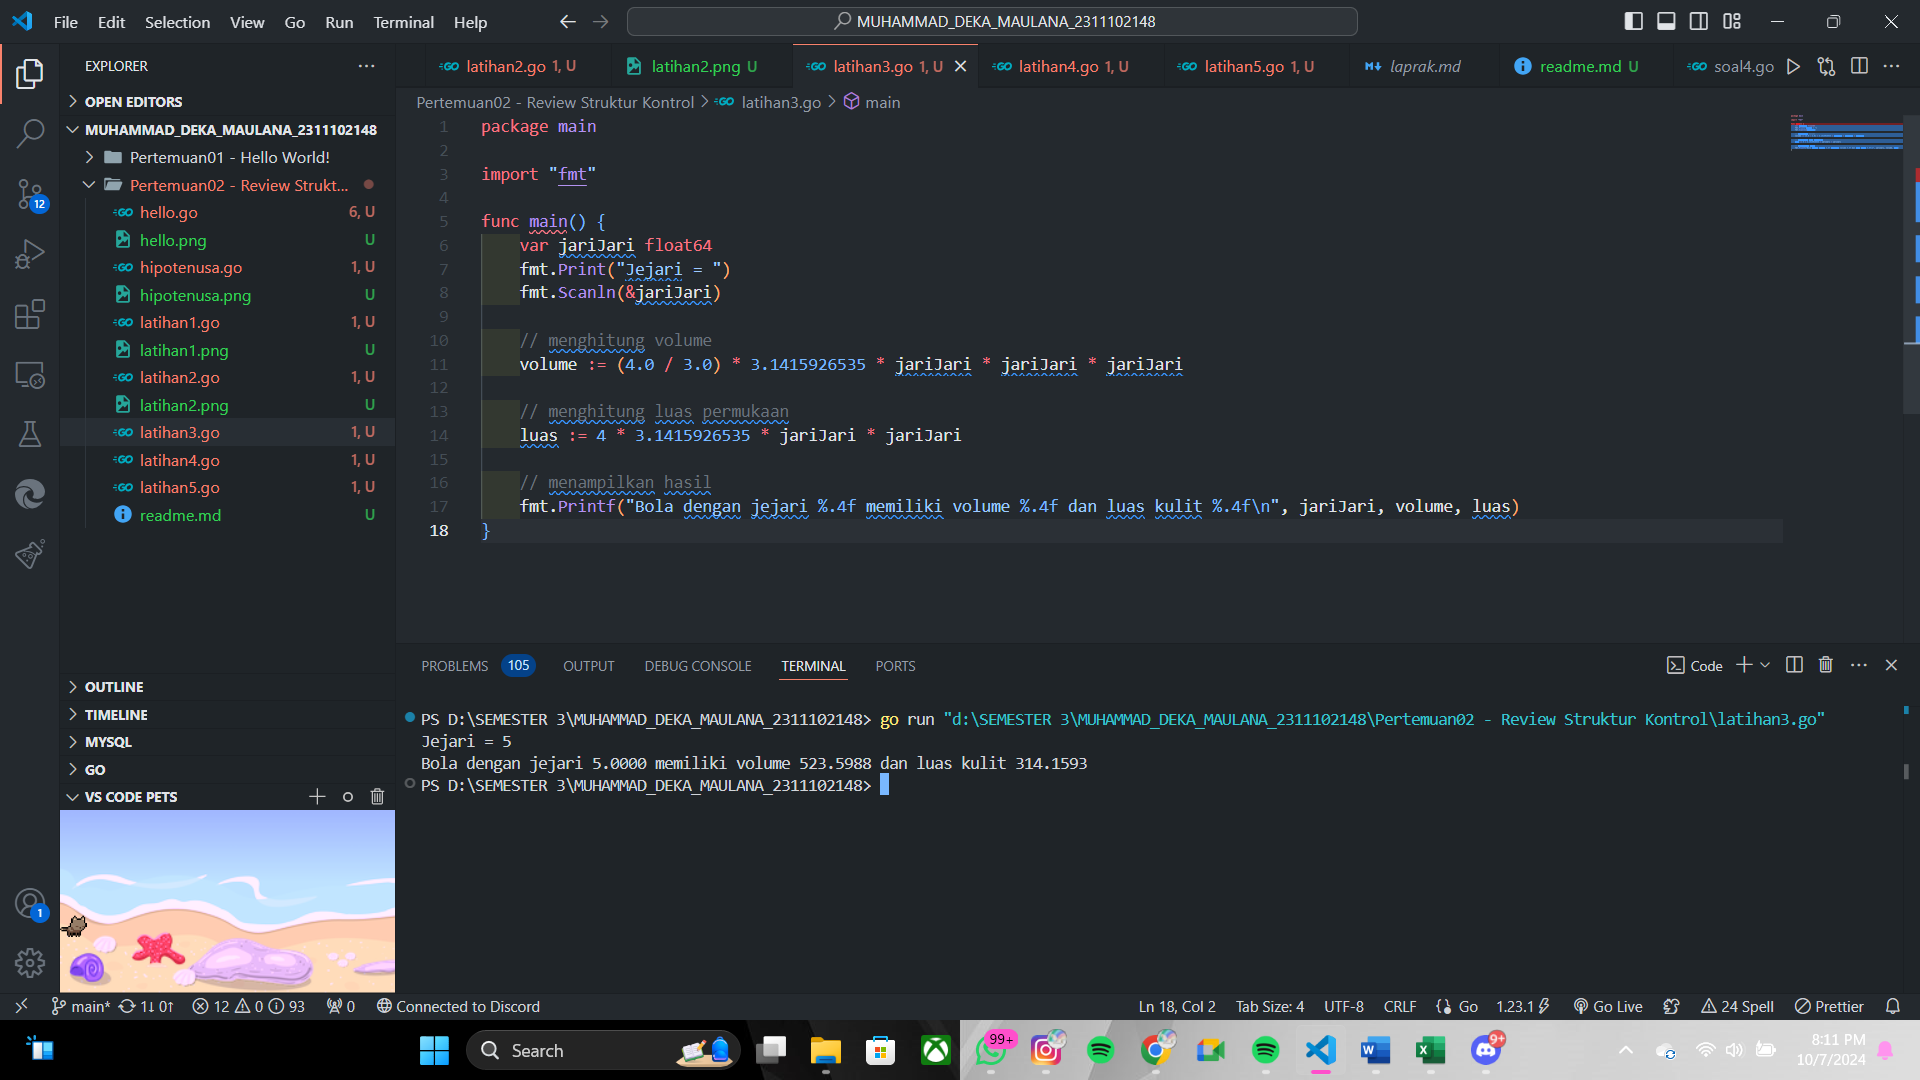 File Edit Selection View Go Run Terminal Help
MUHAMMAD_DEKA_MAULANA_2311102148
EXPLORER
OPEN EDITORS
MUHAMMAD_DEKA_MAULANA_2311102148
Pertemuan01 - Hello World!
Pertemuan02 - Review Strukt...
hello.go 6, U
hello.png U
hipotenusa.go 1, U
hipotenusa.png U
latihan1.go 1, U
latihan1.png U
latihan2.go 1, U
latihan2.png U
latihan3.go 1, U
latihan4.go 1, U
latihan5.go 1, U
readme.md U
OUTLINE
TIMELINE
MYSQL
GO
VS CODE PETS
12
1
latihan2.go 1, U latihan2.png U latihan3.go 1, U latihan4.go 1, U latihan5.go 1, U laprak.md readme.md U soal4.go
Pertemuan02 - Review Struktur Kontrol > latihan3.go > main
1 package main
2
3 import "fmt"
4
5 func main() {
6 var jariJari float64
7 fmt.Print("Jejari = ")
8 fmt.Scanln(&jariJari)
9
10 // menghitung volume
11 volume := (4.0 / 3.0) * 3.1415926535 * jariJari * jariJari * jariJari
12
13 // menghitung luas permukaan
14 luas := 4 * 3.1415926535 * jariJari * jariJari
15
16 // menampilkan hasil
17 fmt.Printf("Bola dengan jejari %.4f memiliki volume %.4f dan luas kulit %.4f\n", jariJari, volume, luas)
18 }
PROBLEMS 105 OUTPUT DEBUG CONSOLE TERMINAL PORTS Code
PS D:\SEMESTER 3\MUHAMMAD_DEKA_MAULANA_2311102148> go run "d:\SEMESTER 3\MUHAMMAD_DEKA_MAULANA_2311102148\Pertemuan02 - Review Struktur Kontrol\latihan3.go"
Jejari = 5
Bola dengan jejari 5.0000 memiliki volume 523.5988 dan luas kulit 314.1593
PS D:\SEMESTER 3\MUHAMMAD_DEKA_MAULANA_2311102148>
main* 1↓ 0↑ 12 0 93 0 Connected to Discord Ln 18, Col 2 Tab Size: 4 UTF-8 CRLF Go 1.23.1 Go Live 24 Spell Prettier
Search 99+ 9+ 8:11 PM
10/7/2024